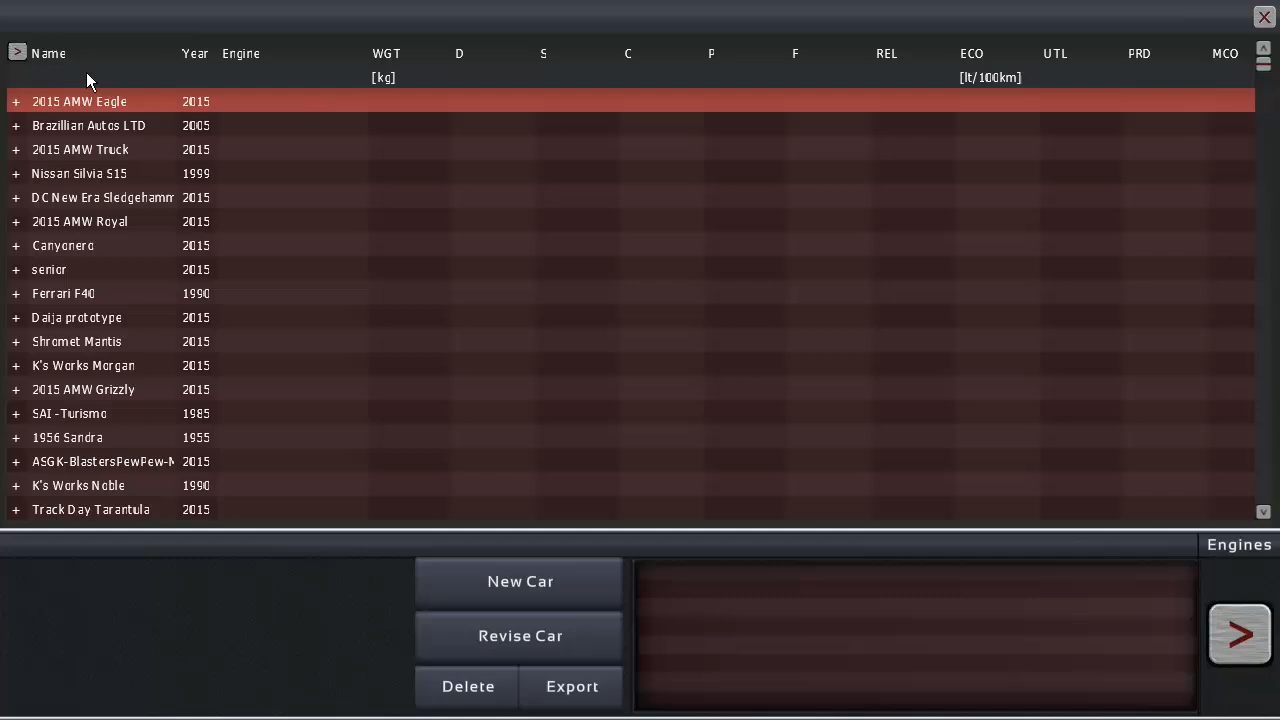 > Name Year Engine WGT D S C P F REL ECO UTL PRD MCO
[kg] [lt/100km]
+ 2015 AMW Eagle 2015
+ Brazillian Autos LTD 2005
+ 2015 AMW Truck 2015
+ Nissan Silvia S15 1999
+ DC New Era Sledgehamm 2015
+ 2015 AMW Royal 2015
+ Canyonero 2015
+ senior 2015
+ Ferrari F40 1990
+ Daija prototype 2015
+ Shromet Mantis 2015
+ K's Works Morgan 2015
+ 2015 AMW Grizzly 2015
+ SAI - Turismo 1985
+ 1956 Sandra 1955
+ ASGK-BlastersPewPew-M 2015
+ K's Works Noble 1990
+ Track Day Tarantula 2015
Engines
New Car
Revise Car
>
Delete Export